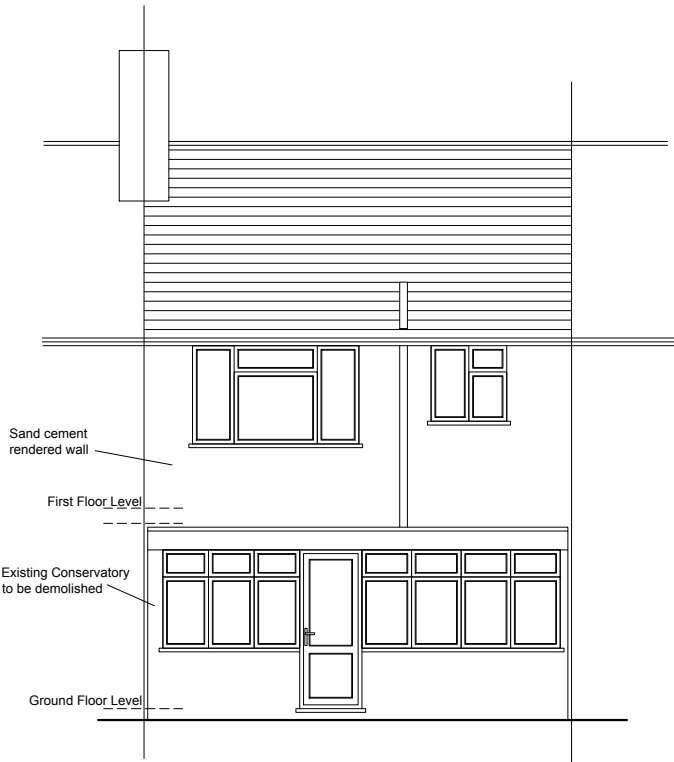 Sand cement
rendered wall
First Floor Level
Existing Conservatory
to be demolished
Ground Floor Level